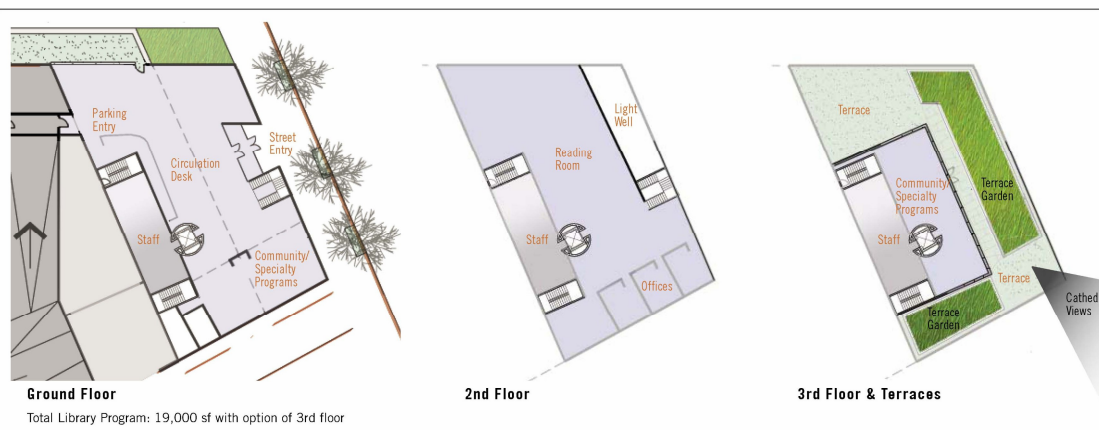 Parking
Entry
Circulation
Desk
Street
Entry
Staff
Community/
Specialty
Programs
Ground Floor
Total Library Program: 19,000 sf with option of 3rd floor
Light
Well
Reading
Room
Staff
Offices
2nd Floor
Terrace
Community/
Specialty
Programs
Terrace
Garden
Staff
Terrace
Terrace
Garden
Cathed
Views
3rd Floor & Terraces